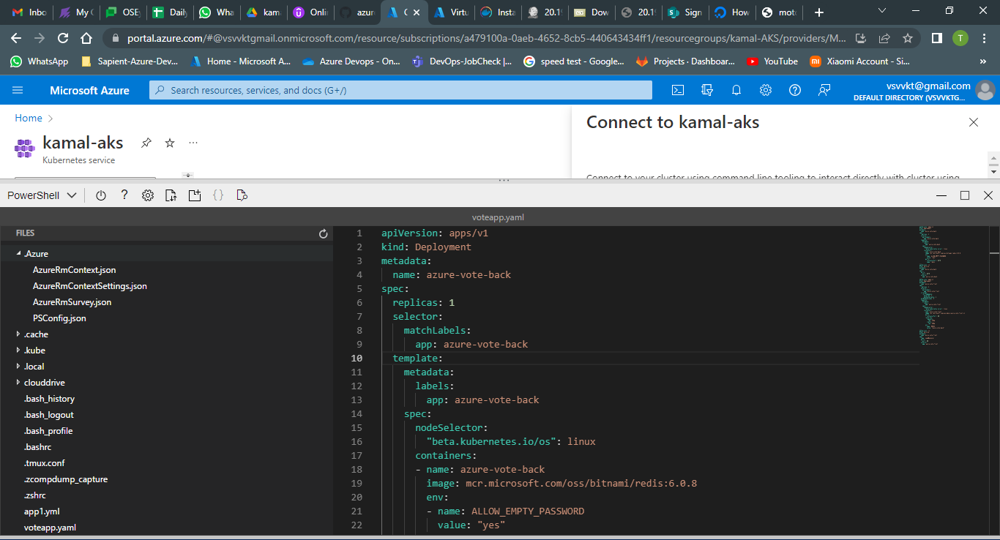 Inbo
My C
OSE
Daily
Wha
kam
Onli
azur
C
Virtu
Insta
20.19
Dow
20.19
Sign
How
mot
portal.azure.com/#@vsvvktgmail.onmicrosoft.com/resource/subscriptions/a479100a-0aeb-4652-8cb5-440643434ff1/resourcegroups/kamal-AKS/providers/M...
T
WhatsApp
Sapient-Azure-Dev...
Home - Microsoft A...
Azure Devops - On...
DevOps-JobCheck |...
speed test - Google...
Projects · Dashboar...
YouTube
Xiaomi Account - Si...
»
Microsoft Azure
Search resources, services, and docs (G+/)
vsvvkt@gmail.com
DEFAULT DIRECTORY (VSVVKTG...
Home >
kamal-aks
Kubernetes service
Connect to kamal-aks
Connect to your cluster using command line tooling to interact directly with cluster using
PowerShell
voteapp.yaml
FILES
.Azure
AzureRmContext.json
AzureRmContextSettings.json
AzureRmSurvey.json
PSConfig.json
.cache
.kube
.local
clouddrive
.bash_history
.bash_logout
.bash_profile
.bashrc
.tmux.conf
.zcompdump_capture
.zshrc
app1.yml
voteapp.yaml
1 apiVersion: apps/v1
2 kind: Deployment
3 metadata:
4 name: azure-vote-back
5 spec:
6 replicas: 1
7 selector:
8 matchLabels:
9 app: azure-vote-back
10 template:
11 metadata:
12 labels:
13 app: azure-vote-back
14 spec:
15 nodeSelector:
16 "beta.kubernetes.io/os": linux
17 containers:
18 - name: azure-vote-back
19 image: mcr.microsoft.com/oss/bitnami/redis:6.0.8
20 env:
21 - name: ALLOW_EMPTY_PASSWORD
22 value: "yes"